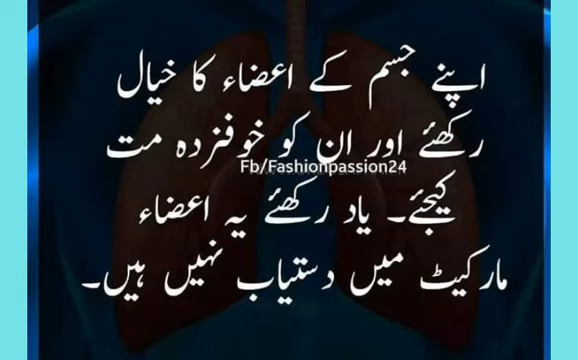 اپنے جسم کے اعضاء کا خیال
رکھئے اور ان کو خوفزدہ مت
Fb/Fashionpassion24
کیجئے۔ یاد رکھئے یہ اعضاء
مارکیٹ میں دستیاب نہیں ہیں۔